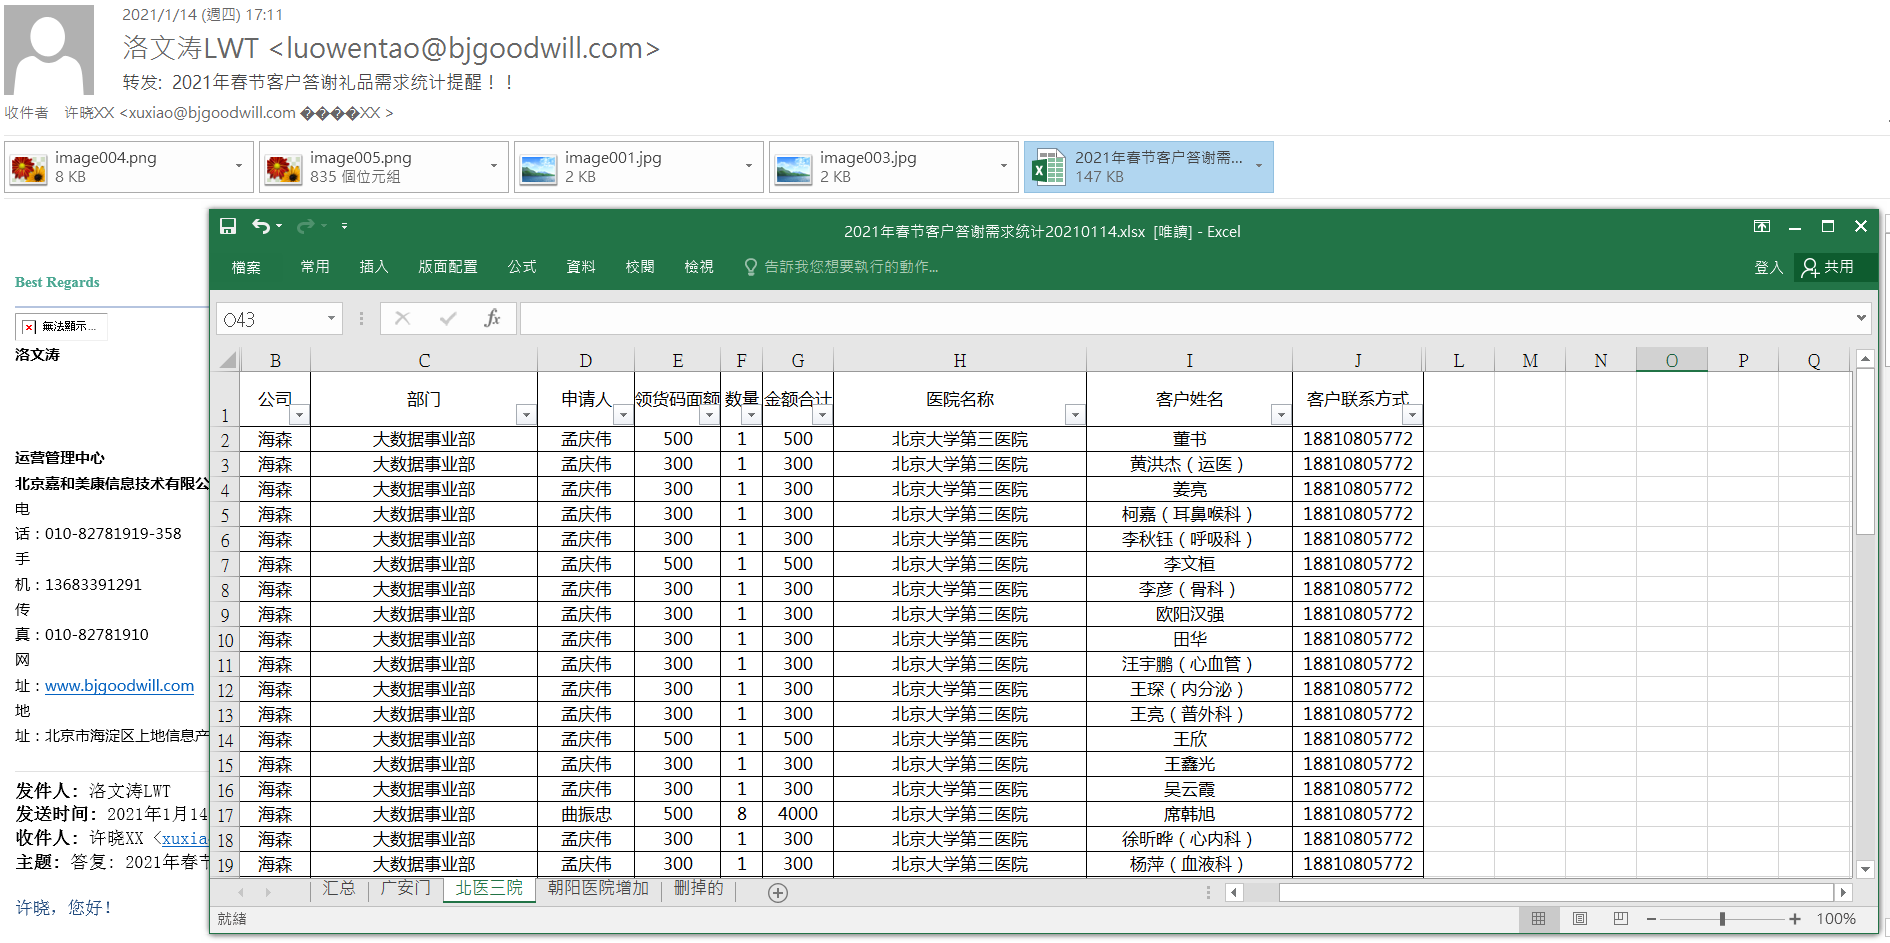 2021/1/14 (週四) 17:11
洛文涛LWT <luowentao@bjgoodwill.com>
转发: 2021年春节客户答谢礼品需求统计提醒！！
收件者 许晓XX <xuxiao@bjgoodwill.com ����XX >
image004.png
8 KB
image005.png
835 個位元組
image001.jpg
2 KB
image003.jpg
2 KB
2021年春节客户答谢需...
147 KB
Best Regards
無法顯示...
洛文涛
运营管理中心
北京嘉和美康信息技术有限公
电
话：010-82781919-358
手
机：13683391291
传
真：010-82781910
网
址：www.bjgoodwill.com
地
址：北京市海淀区上地信息产
发件人： 洛文涛LWT
发送时间： 2021年1月14
收件人： 许晓XX <xuxia
主题： 答复: 2021年春节
许晓，您好！
2021年春节客户答谢需求统计20210114.xlsx [唯讀] - Excel
檔案 常用 插入 版面配置 公式 資料 校閱 檢視 告訴我您想要執行的動作... 登入 共用
O43 fx
B C D E F G H I J L M N O P Q
1 公司 部门 申请人 领货码面额 数量 金额合计 医院名称 客户姓名 客户联系方式
2 海森 大数据事业部 孟庆伟 500 1 500 北京大学第三医院 董书 18810805772
3 海森 大数据事业部 孟庆伟 300 1 300 北京大学第三医院 黄洪杰（运医） 18810805772
4 海森 大数据事业部 孟庆伟 300 1 300 北京大学第三医院 姜亮 18810805772
5 海森 大数据事业部 孟庆伟 300 1 300 北京大学第三医院 柯嘉（耳鼻喉科） 18810805772
6 海森 大数据事业部 孟庆伟 300 1 300 北京大学第三医院 李秋钰（呼吸科） 18810805772
7 海森 大数据事业部 孟庆伟 500 1 500 北京大学第三医院 李文桓 18810805772
8 海森 大数据事业部 孟庆伟 300 1 300 北京大学第三医院 李彦（骨科） 18810805772
9 海森 大数据事业部 孟庆伟 300 1 300 北京大学第三医院 欧阳汉强 18810805772
10 海森 大数据事业部 孟庆伟 300 1 300 北京大学第三医院 田华 18810805772
11 海森 大数据事业部 孟庆伟 300 1 300 北京大学第三医院 汪宇鹏（心血管） 18810805772
12 海森 大数据事业部 孟庆伟 300 1 300 北京大学第三医院 王琛（内分泌） 18810805772
13 海森 大数据事业部 孟庆伟 300 1 300 北京大学第三医院 王亮（普外科） 18810805772
14 海森 大数据事业部 孟庆伟 500 1 500 北京大学第三医院 王欣 18810805772
15 海森 大数据事业部 孟庆伟 300 1 300 北京大学第三医院 王鑫光 18810805772
16 海森 大数据事业部 孟庆伟 300 1 300 北京大学第三医院 吴云霞 18810805772
17 海森 大数据事业部 曲振忠 500 8 4000 北京大学第三医院 席韩旭 18810805772
18 海森 大数据事业部 孟庆伟 300 1 300 北京大学第三医院 徐昕晔（心内科） 18810805772
19 海森 大数据事业部 孟庆伟 300 1 300 北京大学第三医院 杨萍（血液科） 18810805772
汇总 广安门 北医三院 朝阳医院增加 删掉的
就緒 100%